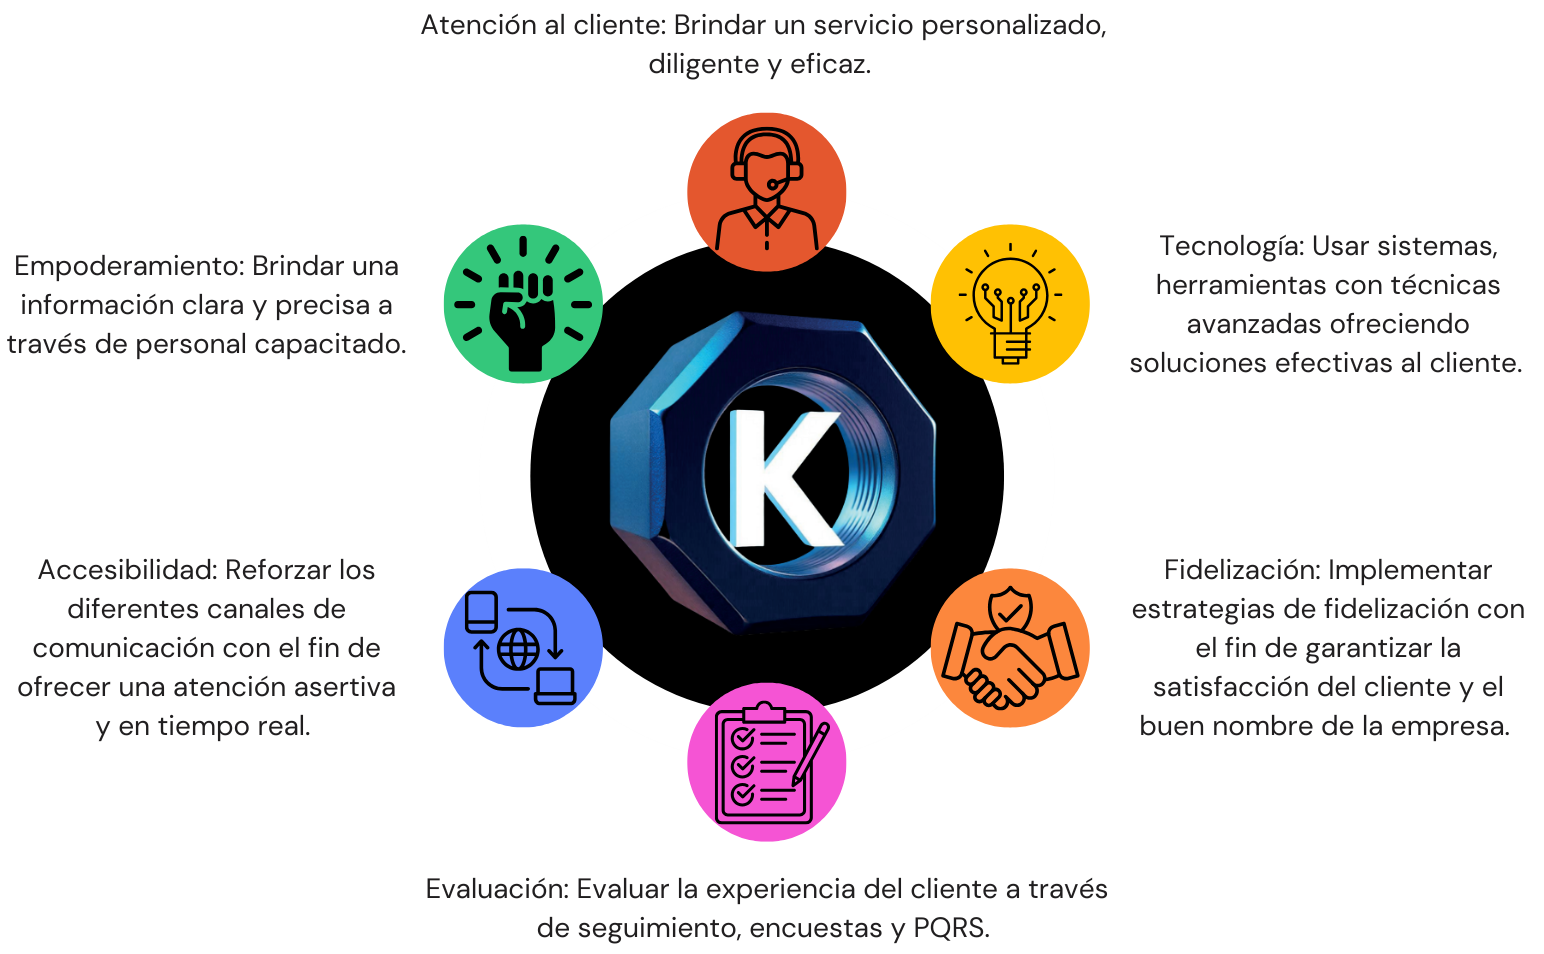 Atención al cliente: Brindar un servicio personalizado,
diligente y eficaz.
Empoderamiento: Brindar una
información clara y precisa a
través de personal capacitado.
Tecnología: Usar sistemas,
herramientas con técnicas
avanzadas ofreciendo
soluciones efectivas al cliente.
K
Accesibilidad: Reforzar los
diferentes canales de
comunicación con el fin de
ofrecer una atención asertiva
y en tiempo real.
Fidelización: Implementar
estrategias de fidelización con
el fin de garantizar la
satisfacción del cliente y el
buen nombre de la empresa.
Evaluación: Evaluar la experiencia del cliente a través
de seguimiento, encuestas y PQRS.